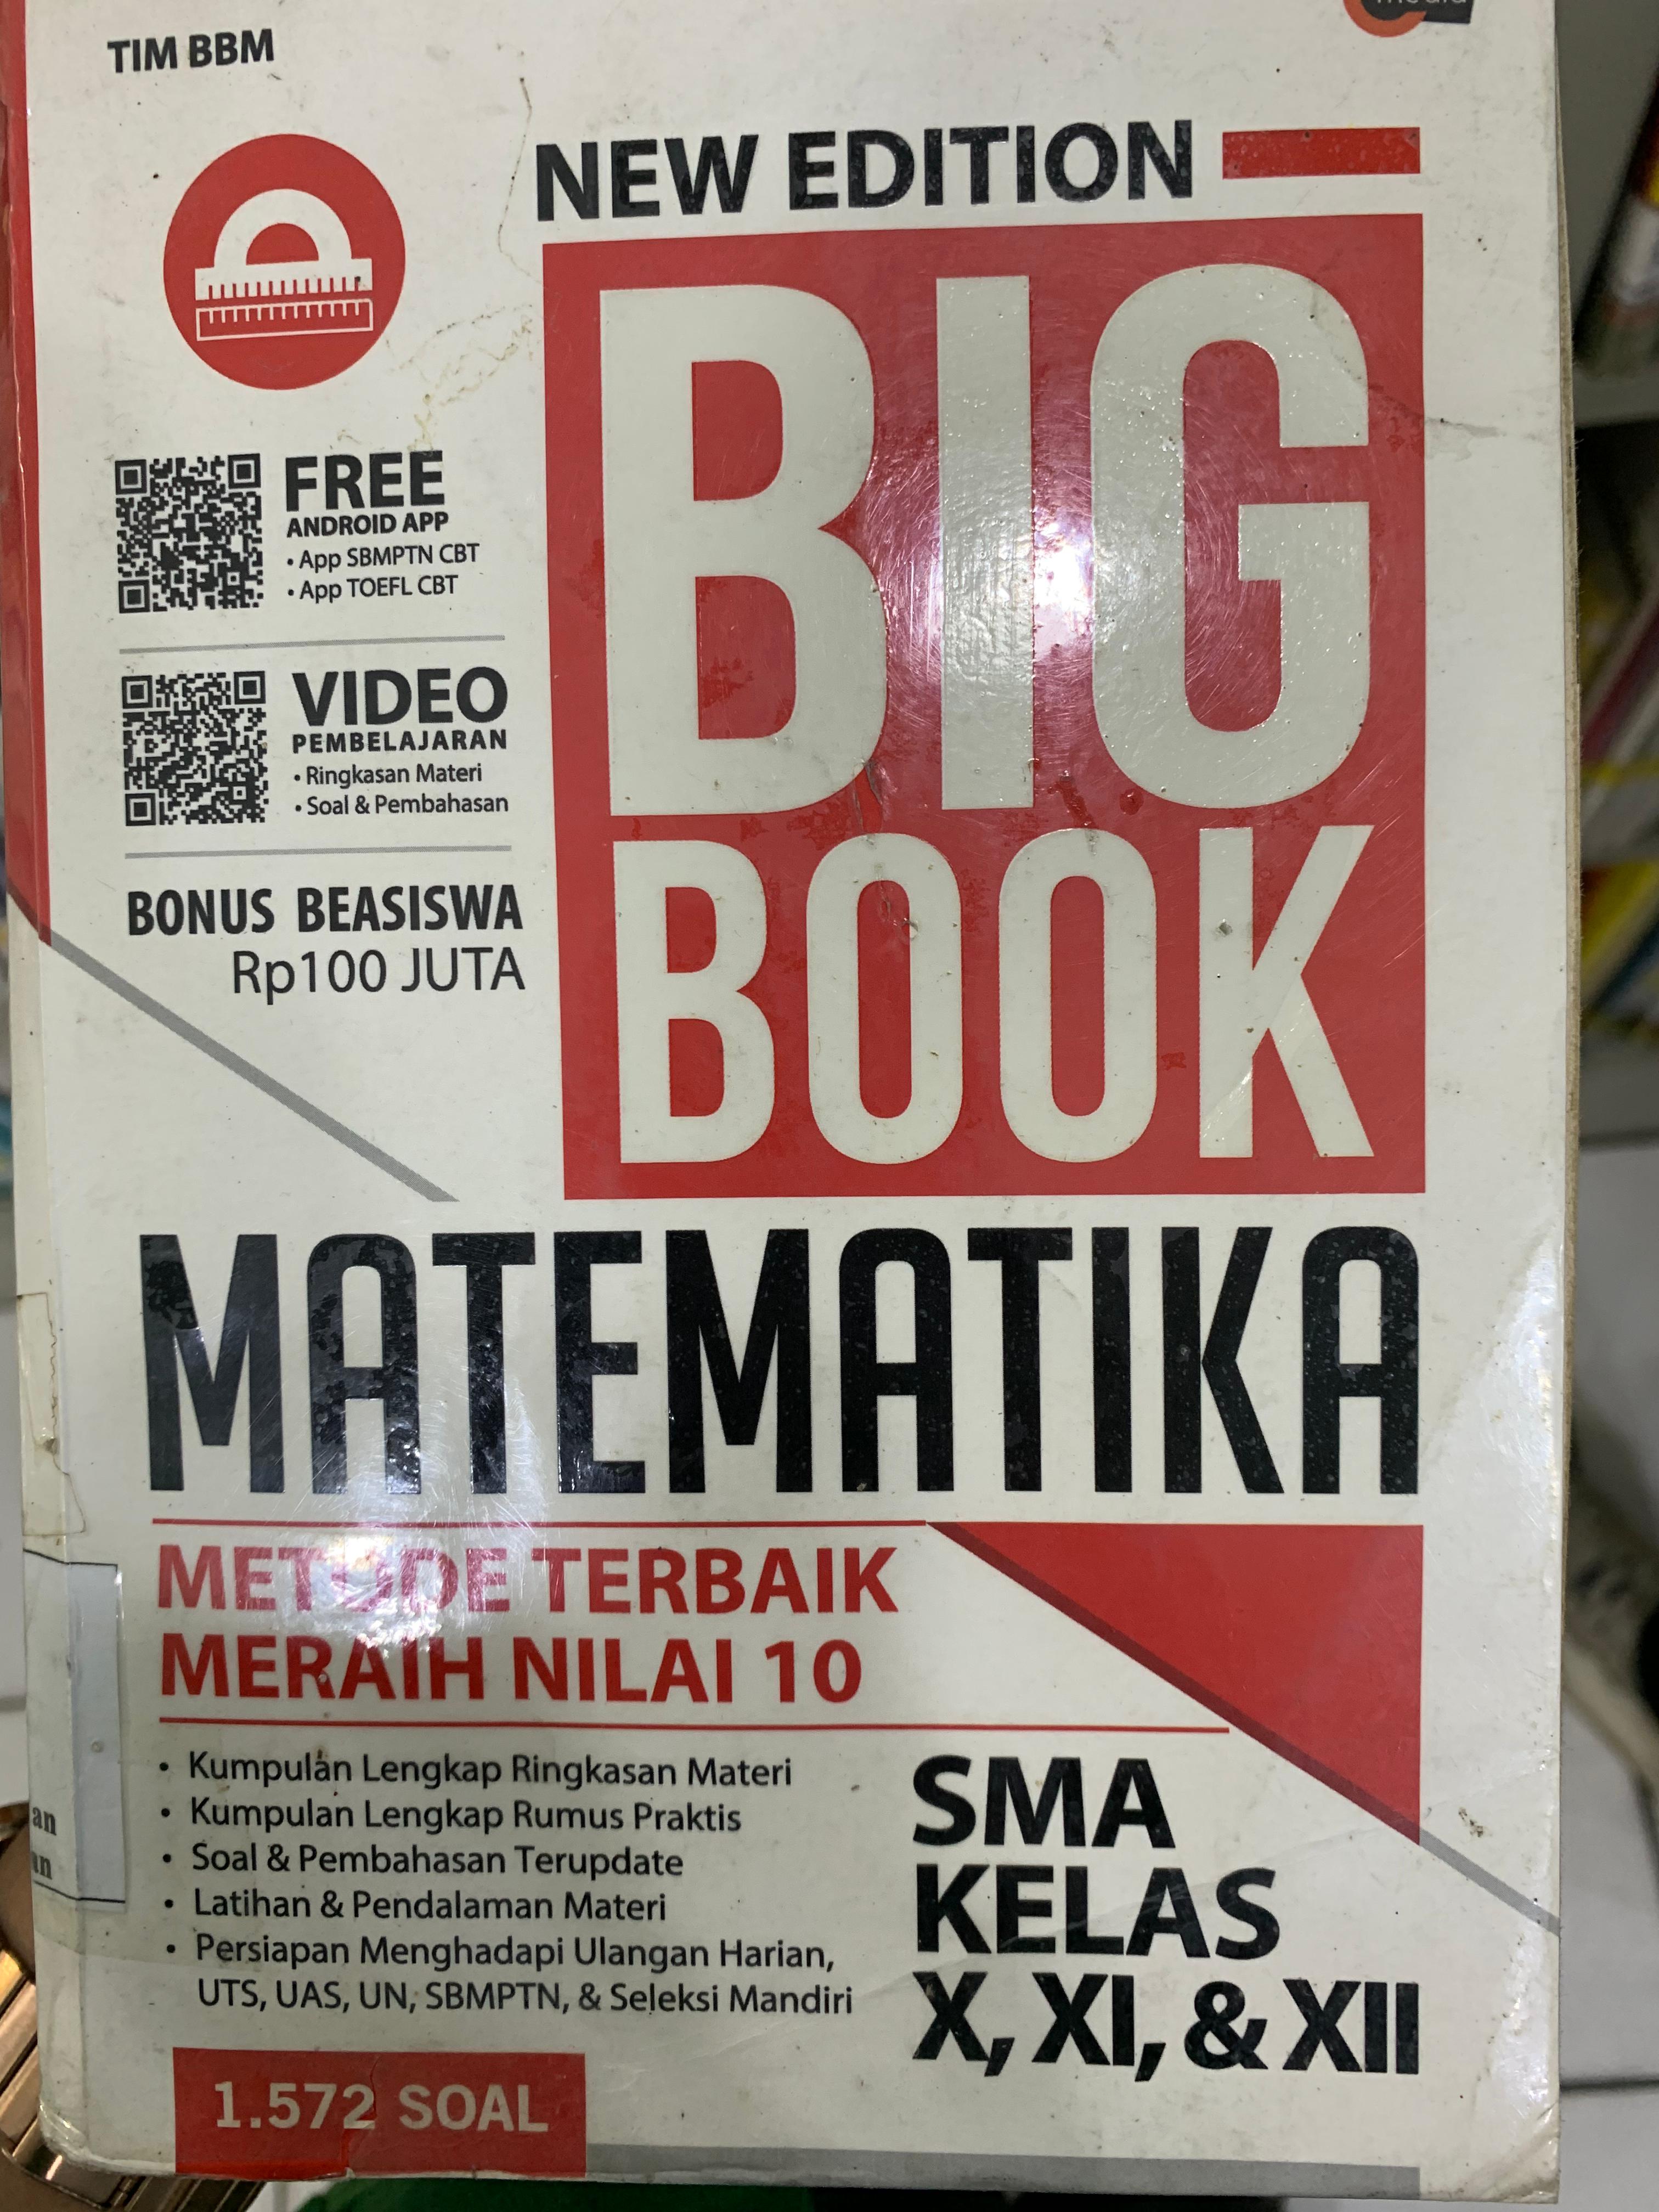 TIM BBM
media
NEW EDITION
BIG
BOOK
FREE
ANDROID APP
• App SBMPTN CBT
• App TOEFL CBT
VIDEO
PEMBELAJARAN
• Ringkasan Materi
• Soal & Pembahasan
BONUS BEASISWA
Rp100 JUTA
MATEMATIKA
METODE TERBAIK
MERAIH NILAI 10
• Kumpulan Lengkap Ringkasan Materi
• Kumpulan Lengkap Rumus Praktis
• Soal & Pembahasan Terupdate
• Latihan & Pendalaman Materi
• Persiapan Menghadapi Ulangan Harian,
UTS, UAS, UN, SBMPTN, & Seleksi Mandiri
SMA
KELAS
X, XI, & XII
1.572 SOAL
an